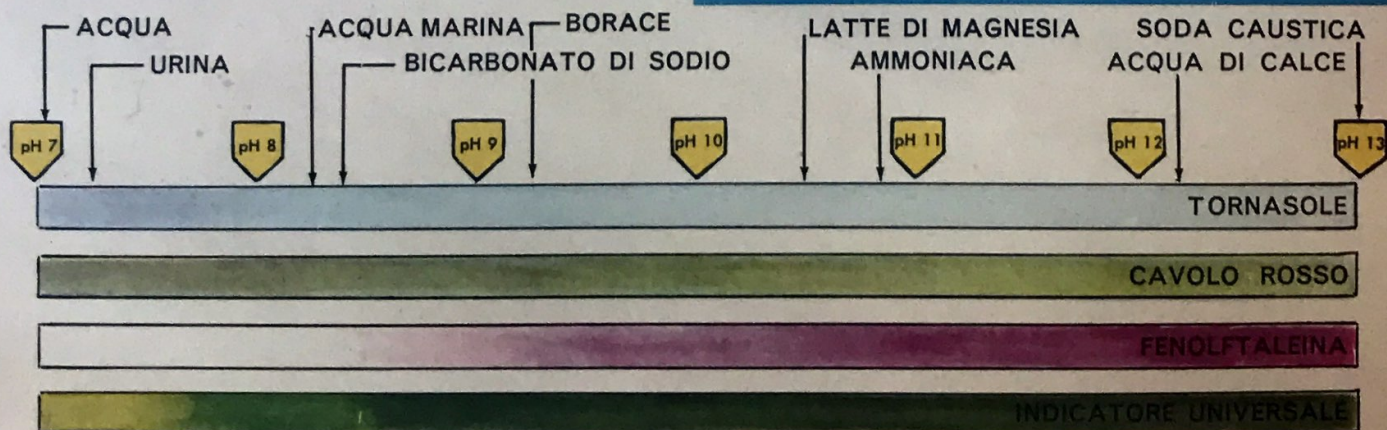 ACQUA
ACQUA MARINA
BORACE
LATTE DI MAGNESIA
SODA CAUSTICA
URINA
BICARBONATO DI SODIO
AMMONIACA
ACQUA DI CALCE
pH 7
pH 8
pH 9
pH 10
pH 11
pH 12
pH 13
TORNASOLE
CAVOLO ROSSO
FENOLFTALEINA
INDICATORE UNIVERSALE